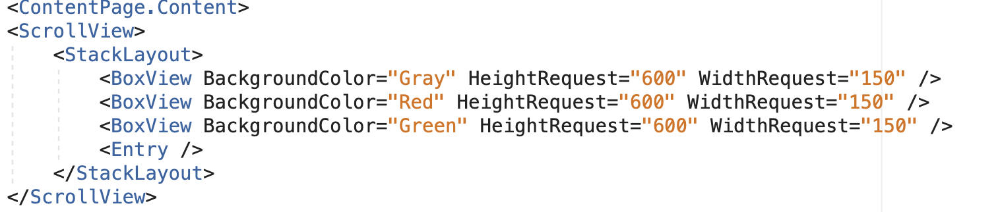 <ContentPage.Content>
<ScrollView>
<StackLayout>
<BoxView BackgroundColor="Gray" HeightRequest="600" WidthRequest="150" />
<BoxView BackgroundColor="Red" HeightRequest="600" WidthRequest="150" />
<BoxView BackgroundColor="Green" HeightRequest="600" WidthRequest="150" />
<Entry />
</StackLayout>
</ScrollView>